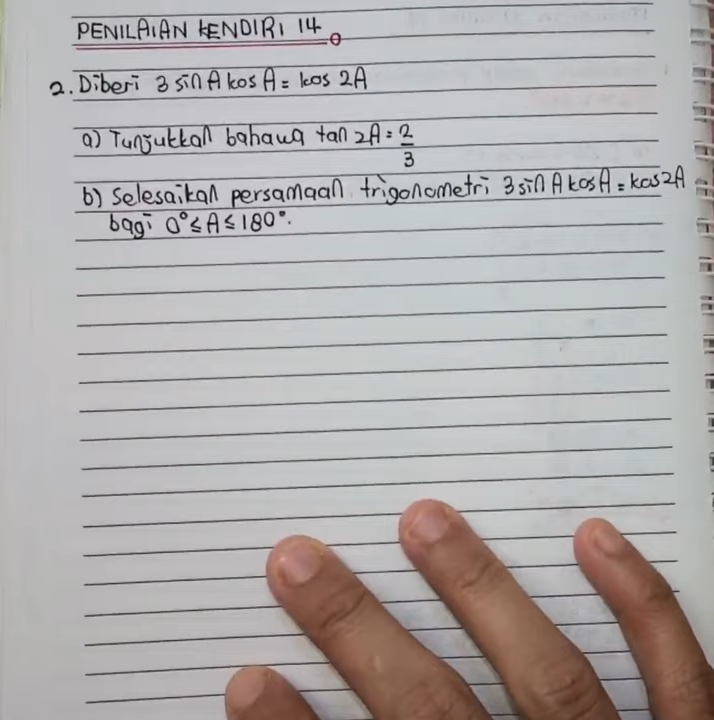 PENILAIAN KENDIRI 14
2. Diberi 3 sin A kos A = kos 2A
a) Tunjukkan bahawa tan 2A = 2/3
b) Selesaikan persamaan trigonometri 3 sin A kos A = kos 2A
bagi 0° ≤ A ≤ 180°.